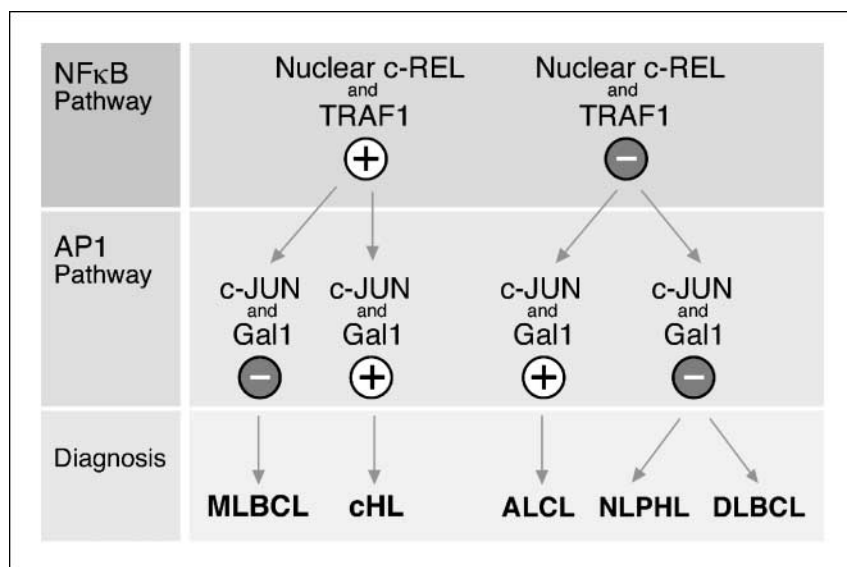 NFκB
Pathway
Nuclear c-REL
and
TRAF1
+
Nuclear c-REL
and
TRAF1
−
AP1
Pathway
c-JUN
and
Gal1
−
c-JUN
and
Gal1
+
c-JUN
and
Gal1
+
c-JUN
and
Gal1
−
Diagnosis
MLBCL
cHL
ALCL
NLPHL
DLBCL